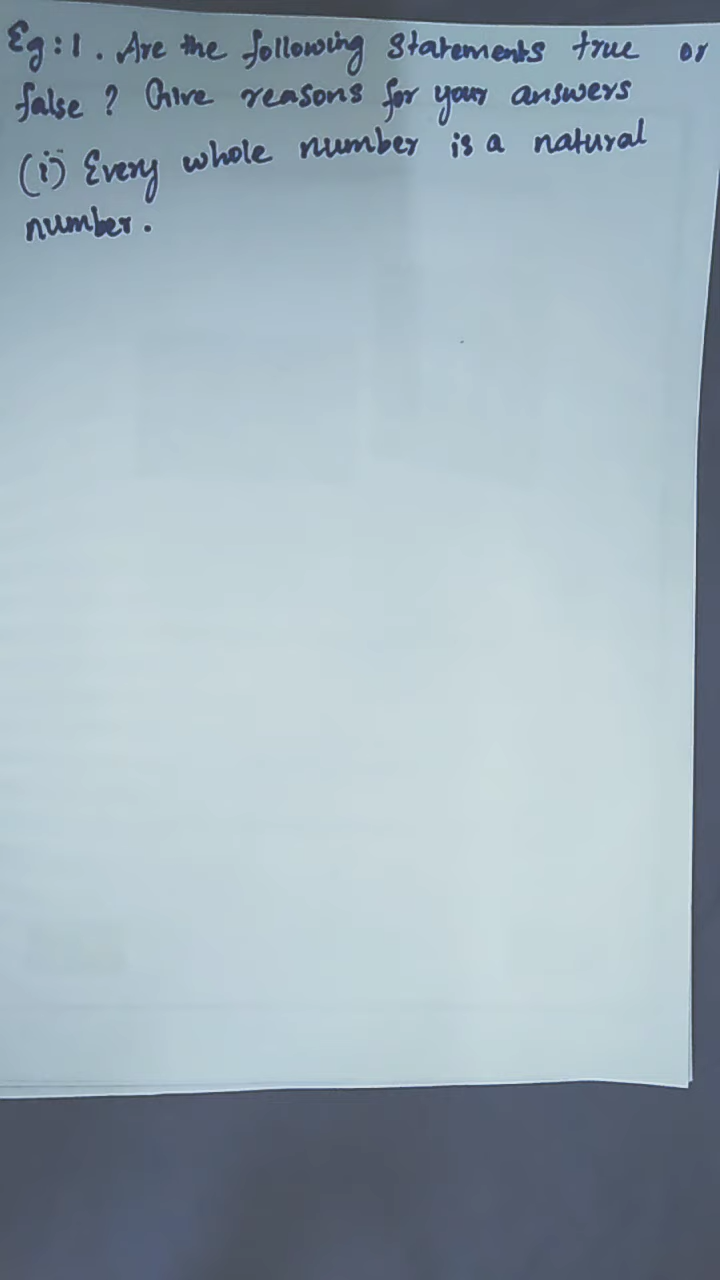 Eg:1. Are the following statements true or
false ? Give reasons for your answers
(i) Every whole number is a natural
number.